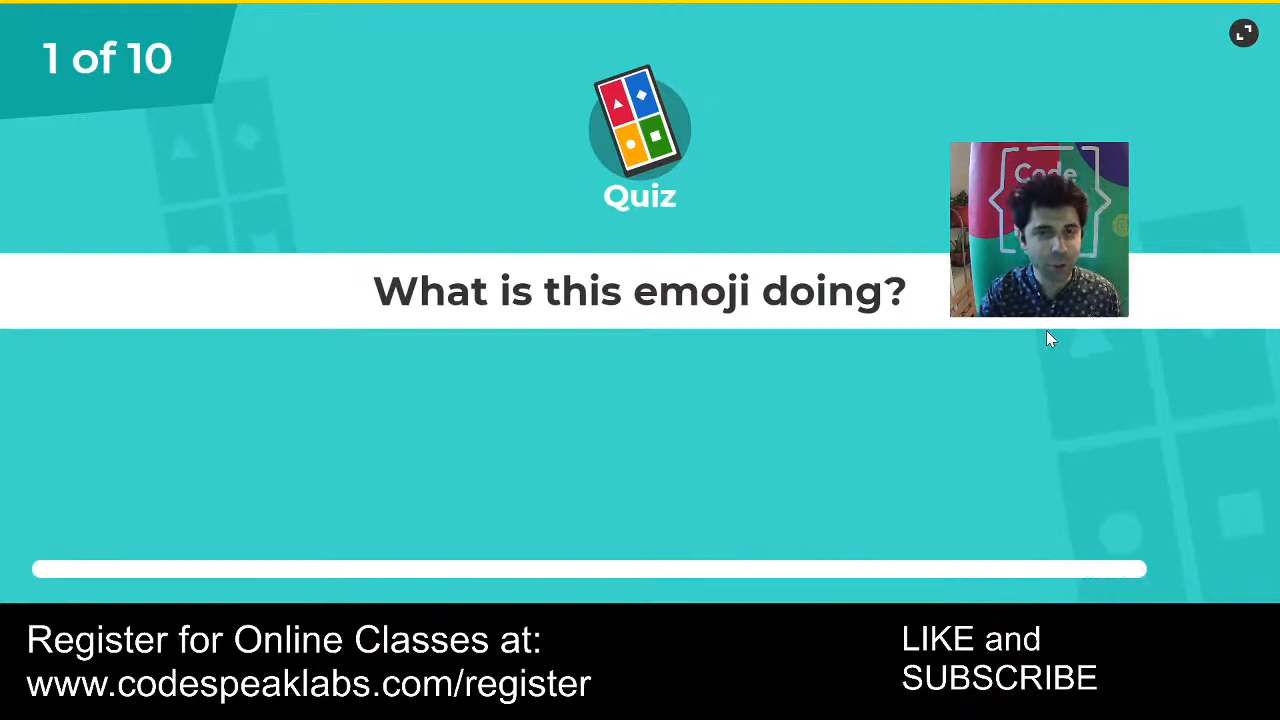 1 of 10
Quiz
Code
What is this emoji doing?
Register for Online Classes at:
www.codespeaklabs.com/register
LIKE and
SUBSCRIBE